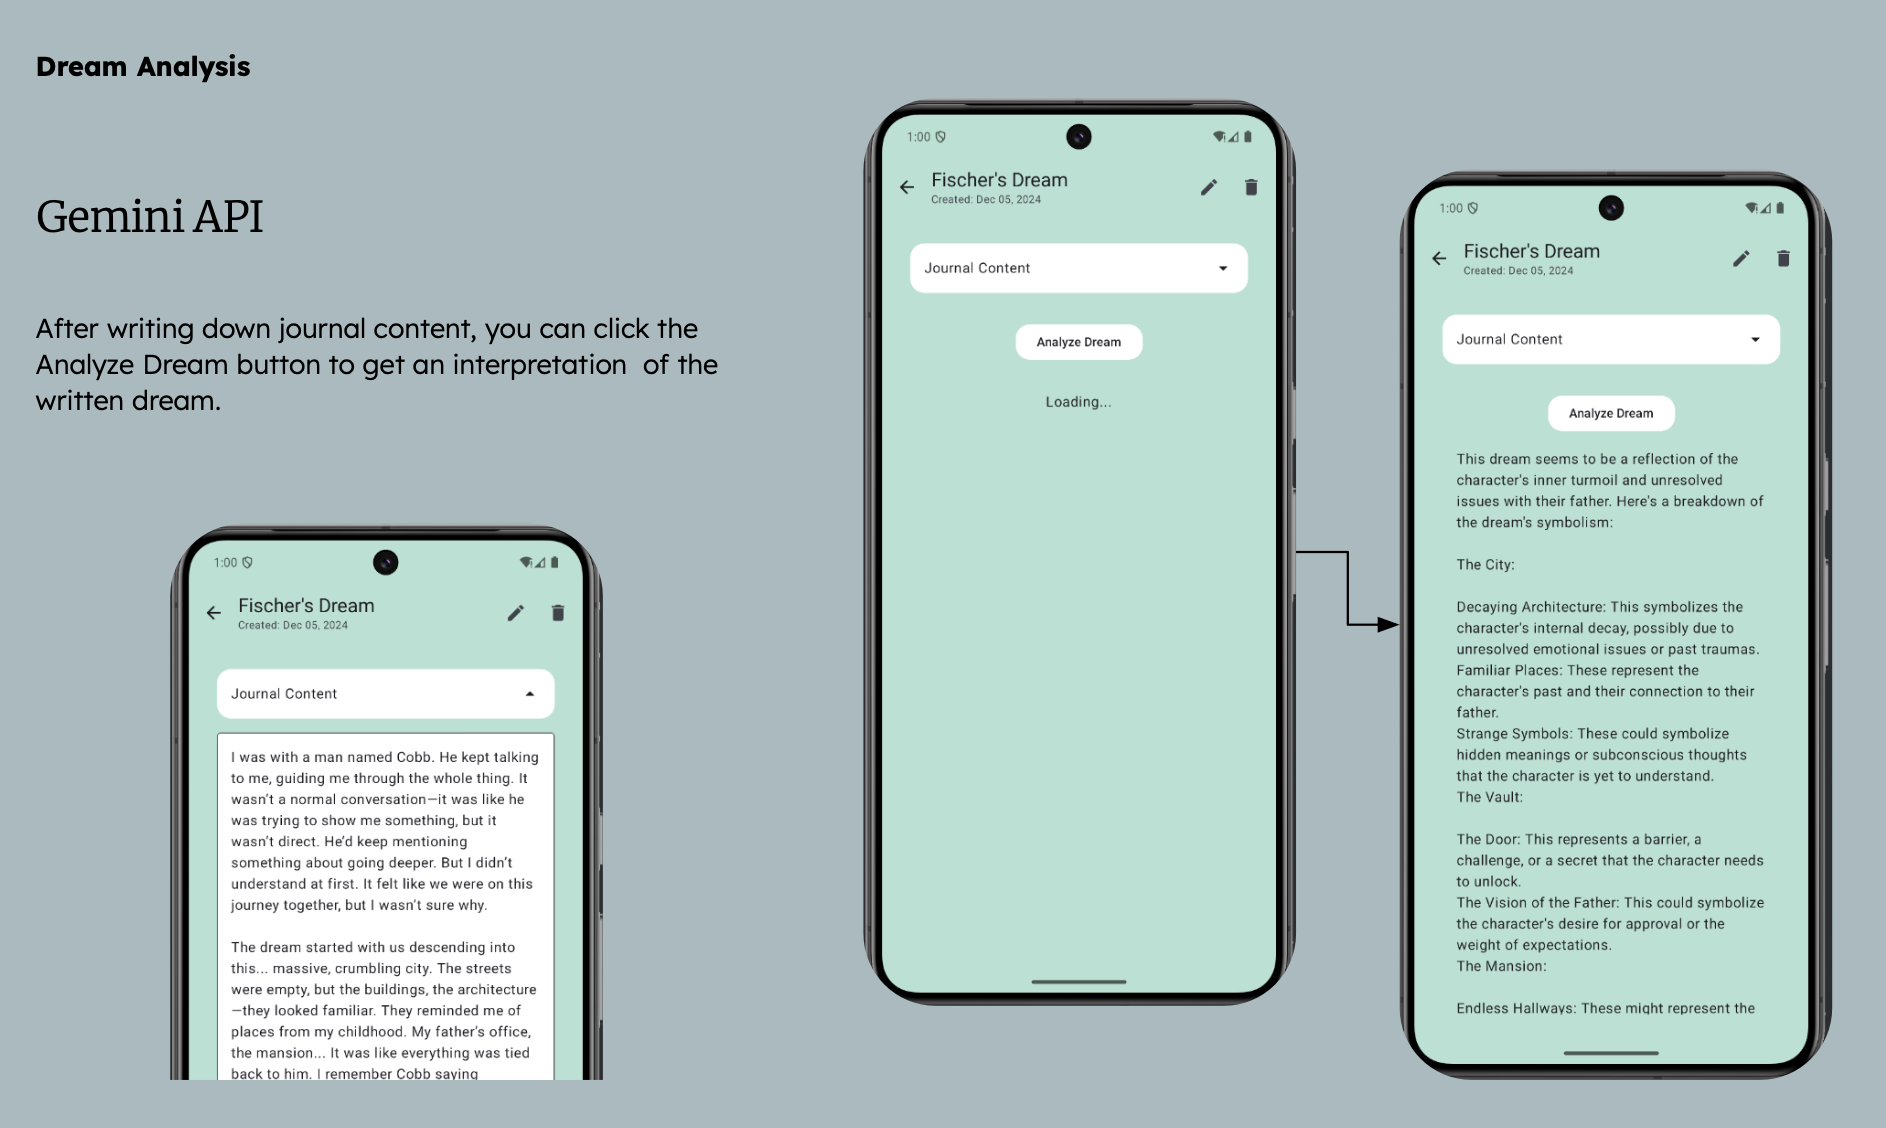 Dream Analysis
Gemini API
After writing down journal content, you can click the
Analyze Dream button to get an interpretation  of the
written dream.
1:00
Fischer's Dream
Created: Dec 05, 2024
Journal Content
I was with a man named Cobb. He kept talking
to me, guiding me through the whole thing. It
wasn’t a normal conversation—it was like he
was trying to show me something, but it
wasn’t direct. He’d keep mentioning
something about going deeper. But I didn’t
understand at first. It felt like we were on this
journey together, but I wasn’t sure why.
The dream started with us descending into
this... massive, crumbling city. The streets
were empty, but the buildings, the architecture
—they looked familiar. They reminded me of
places from my childhood. My father’s office,
the mansion... It was like everything was tied
back to him. I remember Cobb saying
1:00
Fischer's Dream
Created: Dec 05, 2024
Journal Content
Analyze Dream
Loading...
1:00
Fischer's Dream
Created: Dec 05, 2024
Journal Content
Analyze Dream
This dream seems to be a reflection of the
character's inner turmoil and unresolved
issues with their father. Here's a breakdown of
the dream's symbolism:
The City:
Decaying Architecture: This symbolizes the
character's internal decay, possibly due to
unresolved emotional issues or past traumas.
Familiar Places: These represent the
character's past and their connection to their
father.
Strange Symbols: These could symbolize
hidden meanings or subconscious thoughts
that the character is yet to understand.
The Vault:
The Door: This represents a barrier, a
challenge, or a secret that the character needs
to unlock.
The Vision of the Father: This could symbolize
the character's desire for approval or the
weight of expectations.
The Mansion:
Endless Hallways: These might represent the